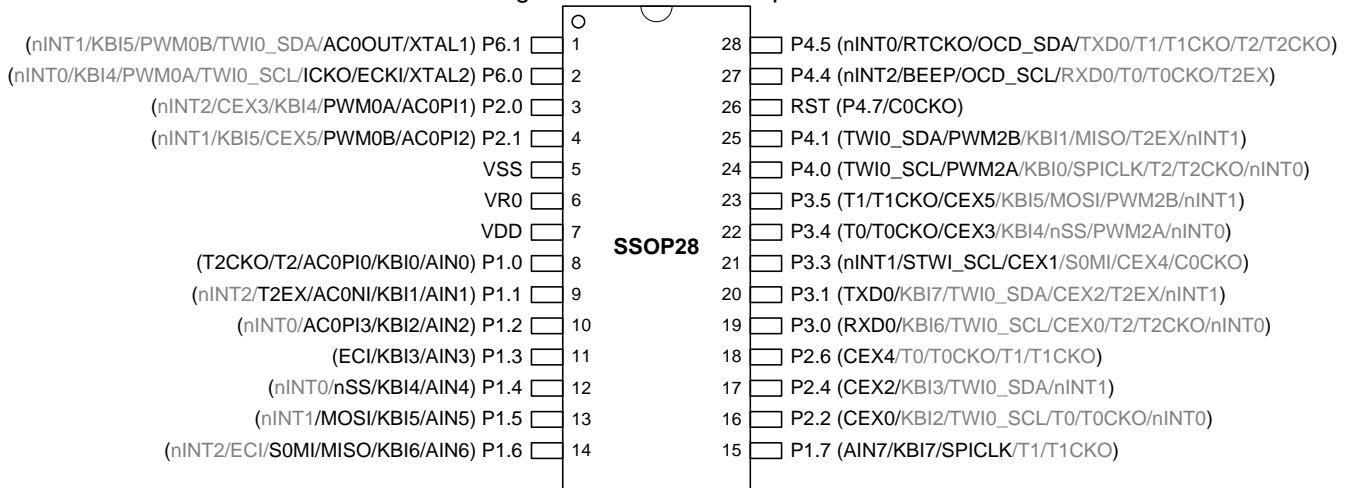 (nINT1/KBI5/PWM0B/TWI0_SDA/AC0OUT/XTAL1) P6.1 1 28 P4.5 (nINT0/RTCKO/OCD_SDA/TXD0/T1/T1CKO/T2/T2CKO)
(nINT0/KBI4/PWM0A/TWI0_SCL/ICKO/ECKI/XTAL2) P6.0 2 27 P4.4 (nINT2/BEEP/OCD_SCL/RXD0/T0/T0CKO/T2EX)
(nINT2/CEX3/KBI4/PWM0A/AC0PI1) P2.0 3 26 RST (P4.7/C0CKO)
(nINT1/KBI5/CEX5/PWM0B/AC0PI2) P2.1 4 25 P4.1 (TWI0_SDA/PWM2B/KBI1/MISO/T2EX/nINT1)
VSS 5 24 P4.0 (TWI0_SCL/PWM2A/KBI0/SPICLK/T2/T2CKO/nINT0)
VR0 6 23 P3.5 (T1/T1CKO/CEX5/KBI5/MOSI/PWM2B/nINT1)
VDD 7 22 P3.4 (T0/T0CKO/CEX3/KBI4/nSS/PWM2A/nINT0)
SSOP28
(T2CKO/T2/AC0PI0/KBI0/AIN0) P1.0 8 21 P3.3 (nINT1/STWI_SCL/CEX1/S0MI/CEX4/C0CKO)
(nINT2/T2EX/AC0NI/KBI1/AIN1) P1.1 9 20 P3.1 (TXD0/KBI7/TWI0_SDA/CEX2/T2EX/nINT1)
(nINT0/AC0PI3/KBI2/AIN2) P1.2 10 19 P3.0 (RXD0/KBI6/TWI0_SCL/CEX0/T2/T2CKO/nINT0)
(ECI/KBI3/AIN3) P1.3 11 18 P2.6 (CEX4/T0/T0CKO/T1/T1CKO)
(nINT0/nSS/KBI4/AIN4) P1.4 12 17 P2.4 (CEX2/KBI3/TWI0_SDA/nINT1)
(nINT1/MOSI/KBI5/AIN5) P1.5 13 16 P2.2 (CEX0/KBI2/TWI0_SCL/T0/T0CKO/nINT0)
(nINT2/ECI/S0MI/MISO/KBI6/AIN6) P1.6 14 15 P1.7 (AIN7/KBI7/SPICLK/T1/T1CKO)